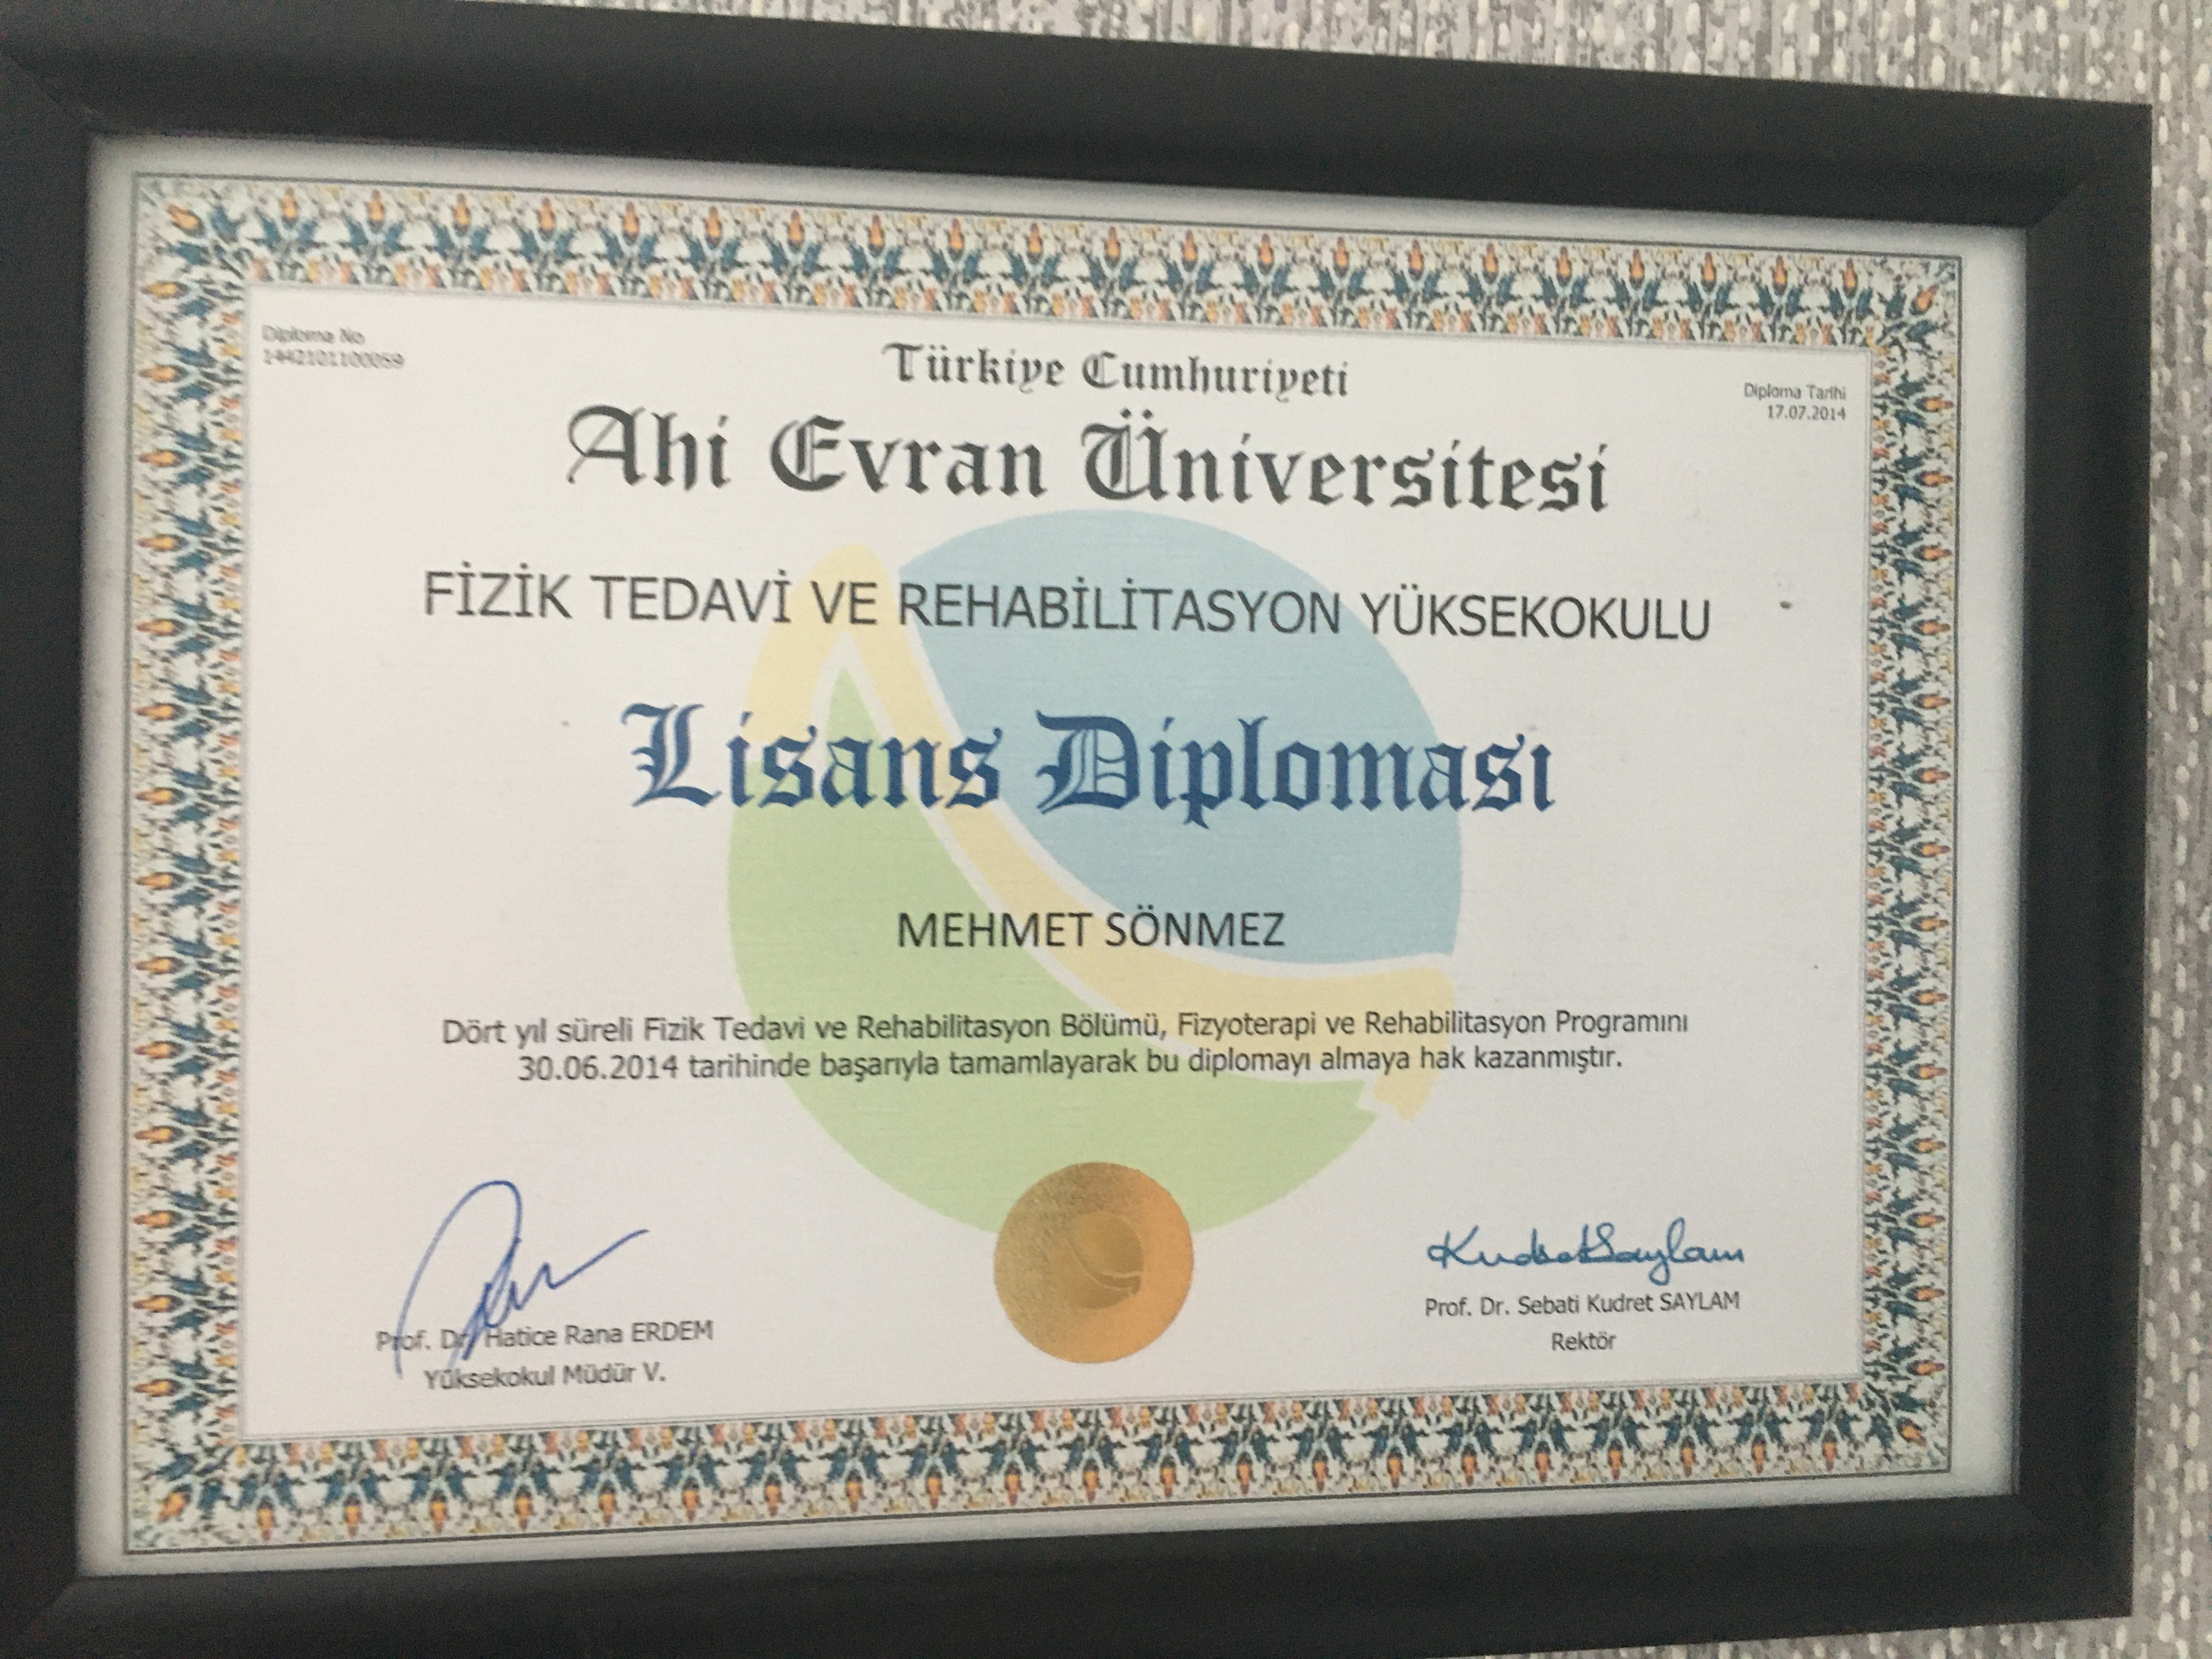 Diploma No
1442101100059
Türkiye Cumhuriyeti
Diploma Tarihi
17.07.2014
Ahi Evran Üniversitesi
FİZİK TEDAVİ VE REHABİLİTASYON YÜKSEKOKULU
Lisans Diploması
MEHMET SÖNMEZ
Dört yıl süreli Fizik Tedavi ve Rehabilitasyon Bölümü, Fizyoterapi ve Rehabilitasyon Programını
30.06.2014 tarihinde başarıyla tamamlayarak bu diplomayı almaya hak kazanmıştır.
Kudret Saylam
Prof. Dr. Hatice Rana ERDEM
Yüksekokul Müdür V.
Prof. Dr. Sebati Kudret SAYLAM
Rektör